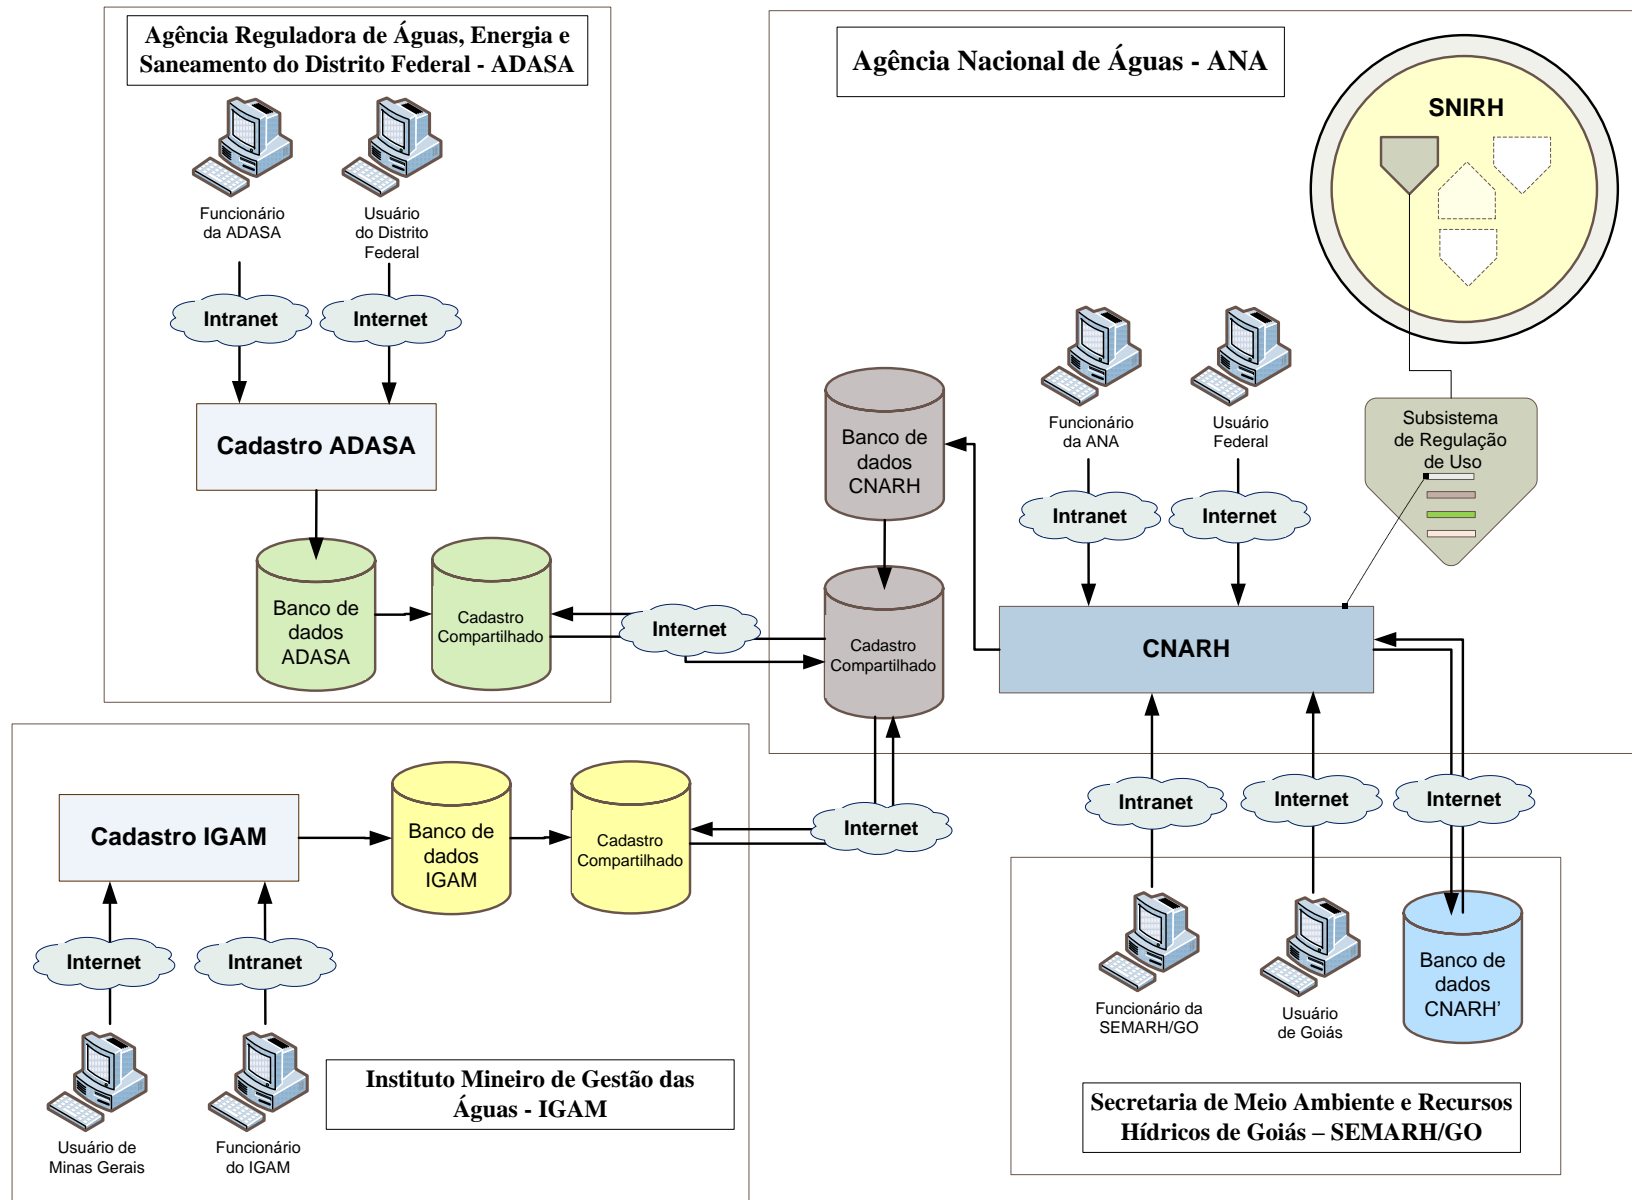 Agência Reguladora de Águas, Energia e
Saneamento do Distrito Federal - ADASA
Funcionário
da ADASA
Usuário
do Distrito
Federal
Intranet
Internet
Cadastro ADASA
Banco de
dados
ADASA
Cadastro
Compartilhado
Internet
Agência Nacional de Águas - ANA
SNIRH
Subsistema
de Regulação
de Uso
Funcionário
da ANA
Usuário
Federal
Intranet
Internet
Banco de
dados
CNARH
Cadastro
Compartilhado
CNARH
Cadastro IGAM
Banco de
dados
IGAM
Cadastro
Compartilhado
Internet
Internet
Intranet
Usuário de
Minas Gerais
Funcionário
do IGAM
Instituto Mineiro de Gestão das
Águas - IGAM
Intranet
Internet
Internet
Funcionário da
SEMARH/GO
Usuário
de Goiás
Banco de
dados
CNARH’
Secretaria de Meio Ambiente e Recursos
Hídricos de Goiás – SEMARH/GO